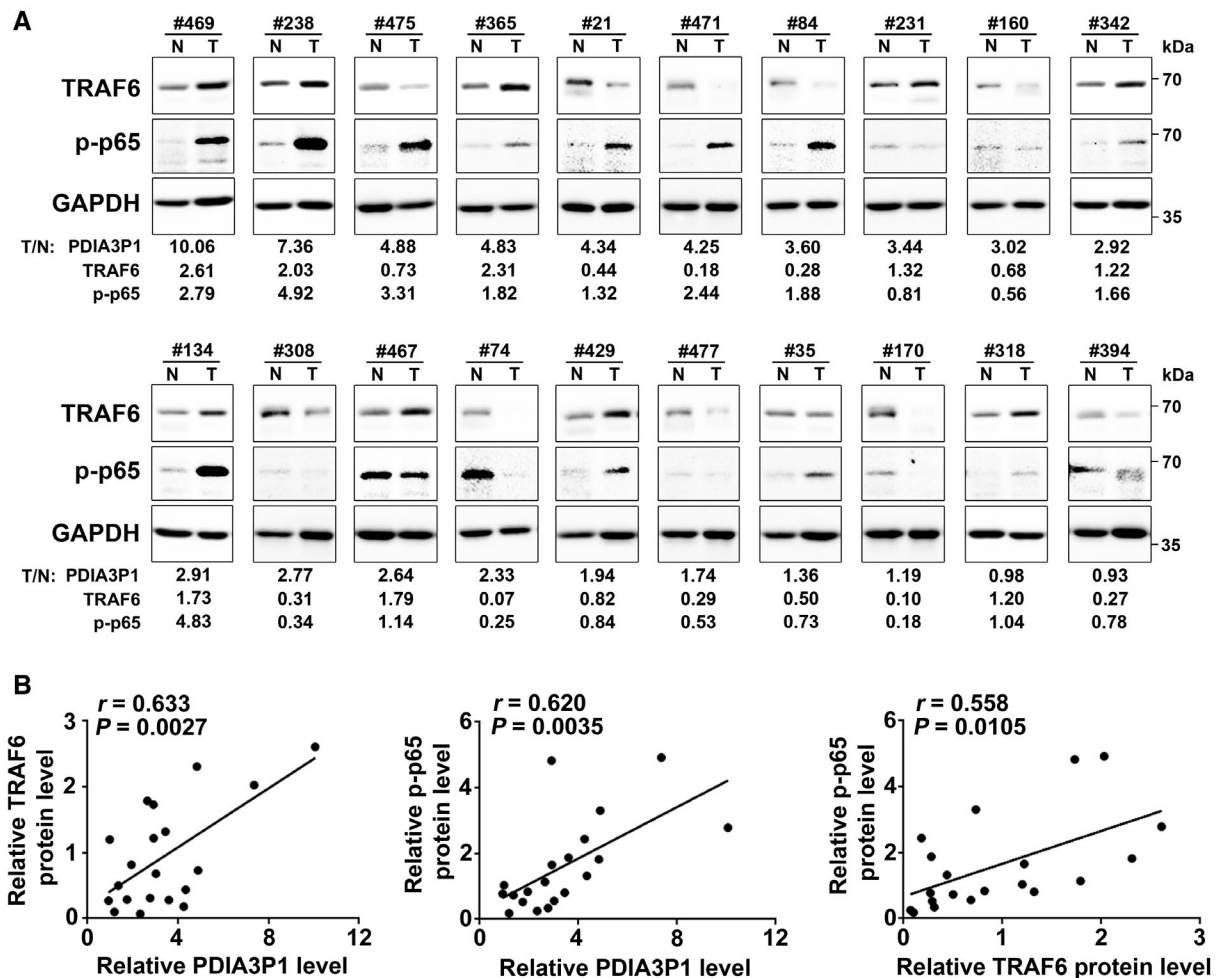 A
#469 #238 #475 #365 #21 #471 #84 #231 #160 #342
N T N T N T N T N T N T N T N T N T N T kDa
TRAF6 70
p-p65 70
GAPDH 35
T/N: PDIA3P1 10.06 7.36 4.88 4.83 4.34 4.25 3.60 3.44 3.02 2.92
TRAF6 2.61 2.03 0.73 2.31 0.44 0.18 0.28 1.32 0.68 1.22
p-p65 2.79 4.92 3.31 1.82 1.32 2.44 1.88 0.81 0.56 1.66
#134 #308 #467 #74 #429 #477 #35 #170 #318 #394
N T N T N T N T N T N T N T N T N T N T kDa
TRAF6 70
p-p65 70
GAPDH 35
T/N: PDIA3P1 2.91 2.77 2.64 2.33 1.94 1.74 1.36 1.19 0.98 0.93
TRAF6 1.73 0.31 1.79 0.07 0.82 0.29 0.50 0.10 1.20 0.27
p-p65 4.83 0.34 1.14 0.25 0.84 0.53 0.73 0.18 1.04 0.78
B
r = 0.633
P = 0.0027
Relative TRAF6
protein level
3
2
1
0
0 4 8 12
Relative PDIA3P1 level
r = 0.620
P = 0.0035
Relative p-p65
protein level
6
4
2
0
0 4 8 12
Relative PDIA3P1 level
r = 0.558
P = 0.0105
Relative p-p65
protein level
6
4
2
0
0 1 2 3
Relative TRAF6 protein level